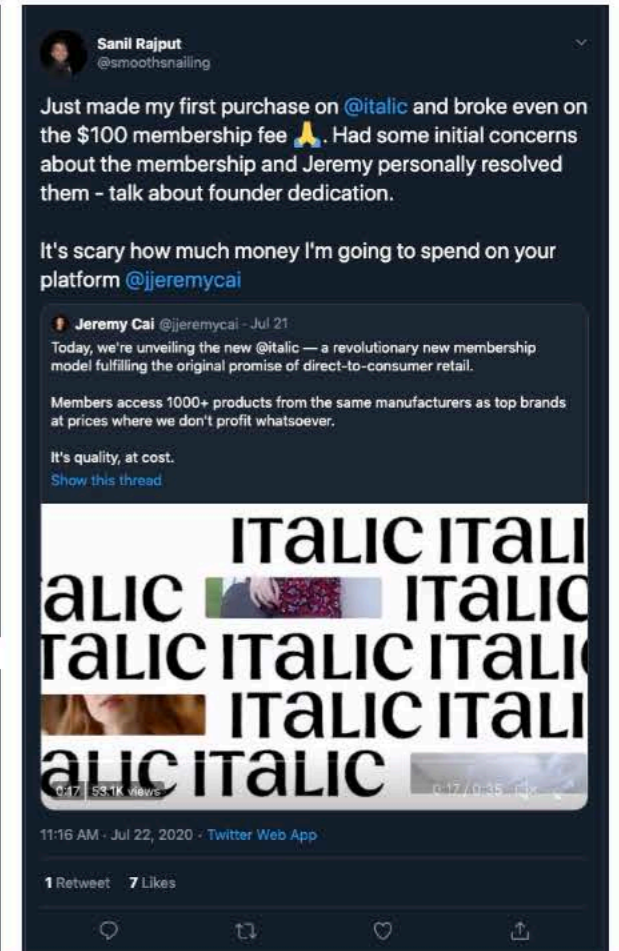 Sanil Rajput
@smoothsnailing
Just made my first purchase on @italic and broke even on
the $100 membership fee 🙏. Had some initial concerns
about the membership and Jeremy personally resolved
them - talk about founder dedication.
It's scary how much money I'm going to spend on your
platform @jjeremycai
Jeremy Cai @jjeremycai · Jul 21
Today, we're unveiling the new @italic — a revolutionary new membership
model fulfilling the original promise of direct-to-consumer retail.
Members access 1000+ products from the same manufacturers as top brands
at prices where we don't profit whatsoever.
It's quality, at cost.
Show this thread
ITaLIC ITaLI
aLIC ITaLIC
TaLIC ITaLIC ITaLI
ITaLIC ITaLI
aLIC ITaLIC
0:17 53.1K views 0:17 / 0:35
11:16 AM · Jul 22, 2020 · Twitter Web App
1 Retweet 7 Likes